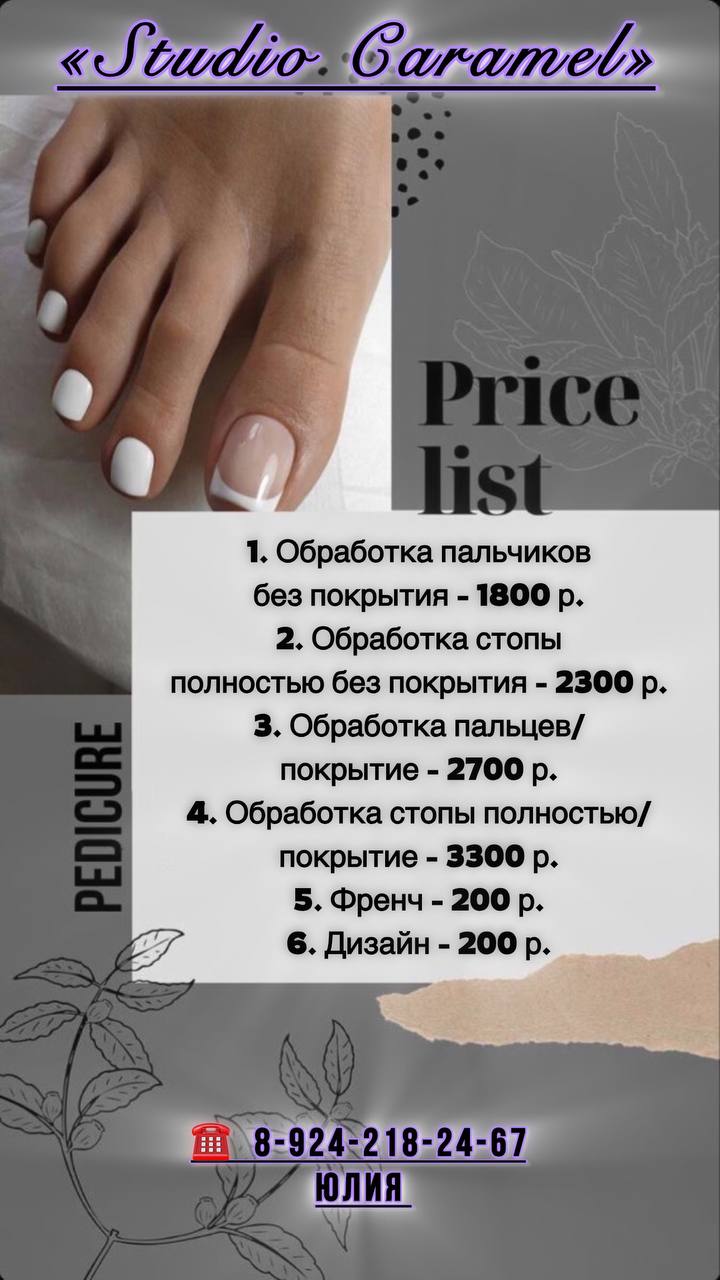 «Studio Caramel»
Price
list
1. Обработка пальчиков
без покрытия - 1800 р.
2. Обработка стопы
полностью без покрытия - 2300 р.
3. Обработка пальцев/
покрытие - 2700 р.
4. Обработка стопы полностью/
покрытие - 3300 р.
5. Френч - 200 р.
6. Дизайн - 200 р.
PEDICURE
☎️ 8-924-218-24-67
ЮЛИЯ